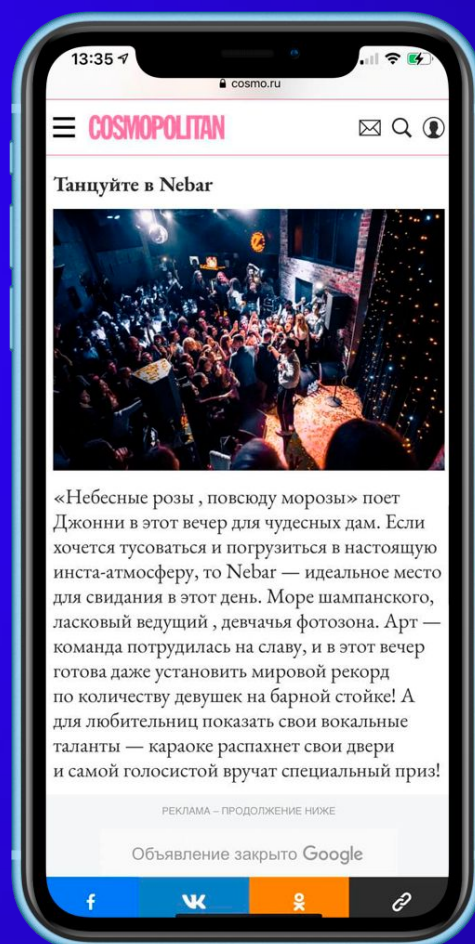 13:35
cosmo.ru
COSMOPOLITAN
Танцуйте в Nebar
«Небесные розы , повсюду морозы» поет
Джонни в этот вечер для чудесных дам. Если
хочется тусоваться и погрузиться в настоящую
инста-атмосферу, то Nebar — идеальное место
для свидания в этот день. Море шампанского,
ласковый ведущий , девчачья фотозона. Арт —
команда потрудилась на славу, и в этот вечер
готова даже установить мировой рекорд
по количеству девушек на барной стойке! А
для любительниц показать свои вокальные
таланты — караоке распахнет свои двери
и самой голосистой вручат специальный приз!
РЕКЛАМА – ПРОДОЛЖЕНИЕ НИЖЕ
Объявление закрыто Google